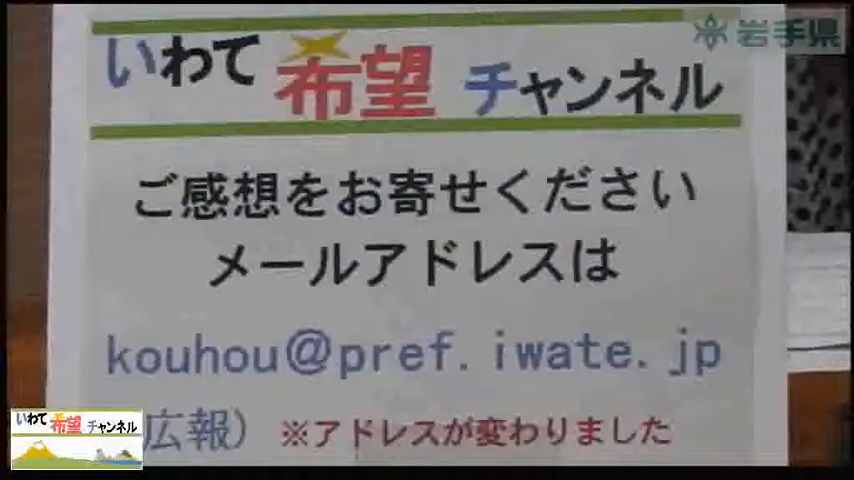 岩手県
いわて希望チャンネル
ご感想をお寄せください
メールアドレスは
kouhou@pref.iwate.jp
広報）　※アドレスが変わりました
いわて希望チャンネル